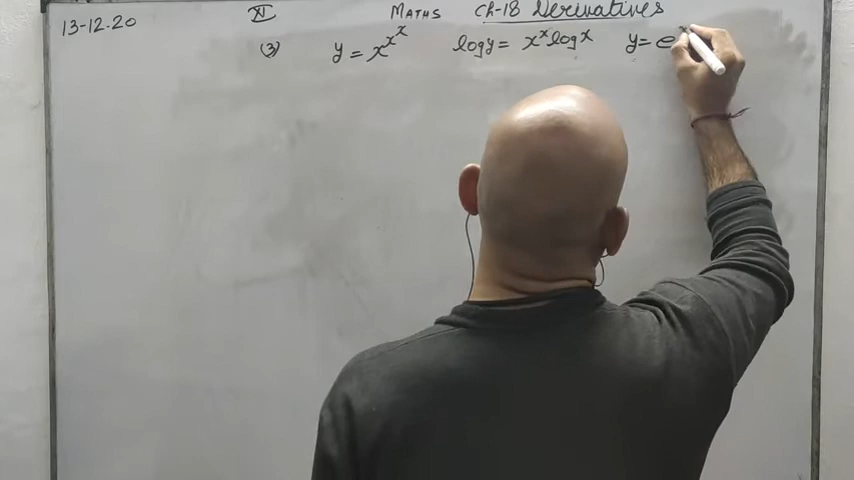 13-12-20 XI MATHS Ch-18 Derivatives
(3) y = x^x^x log y = x^x log x y = e